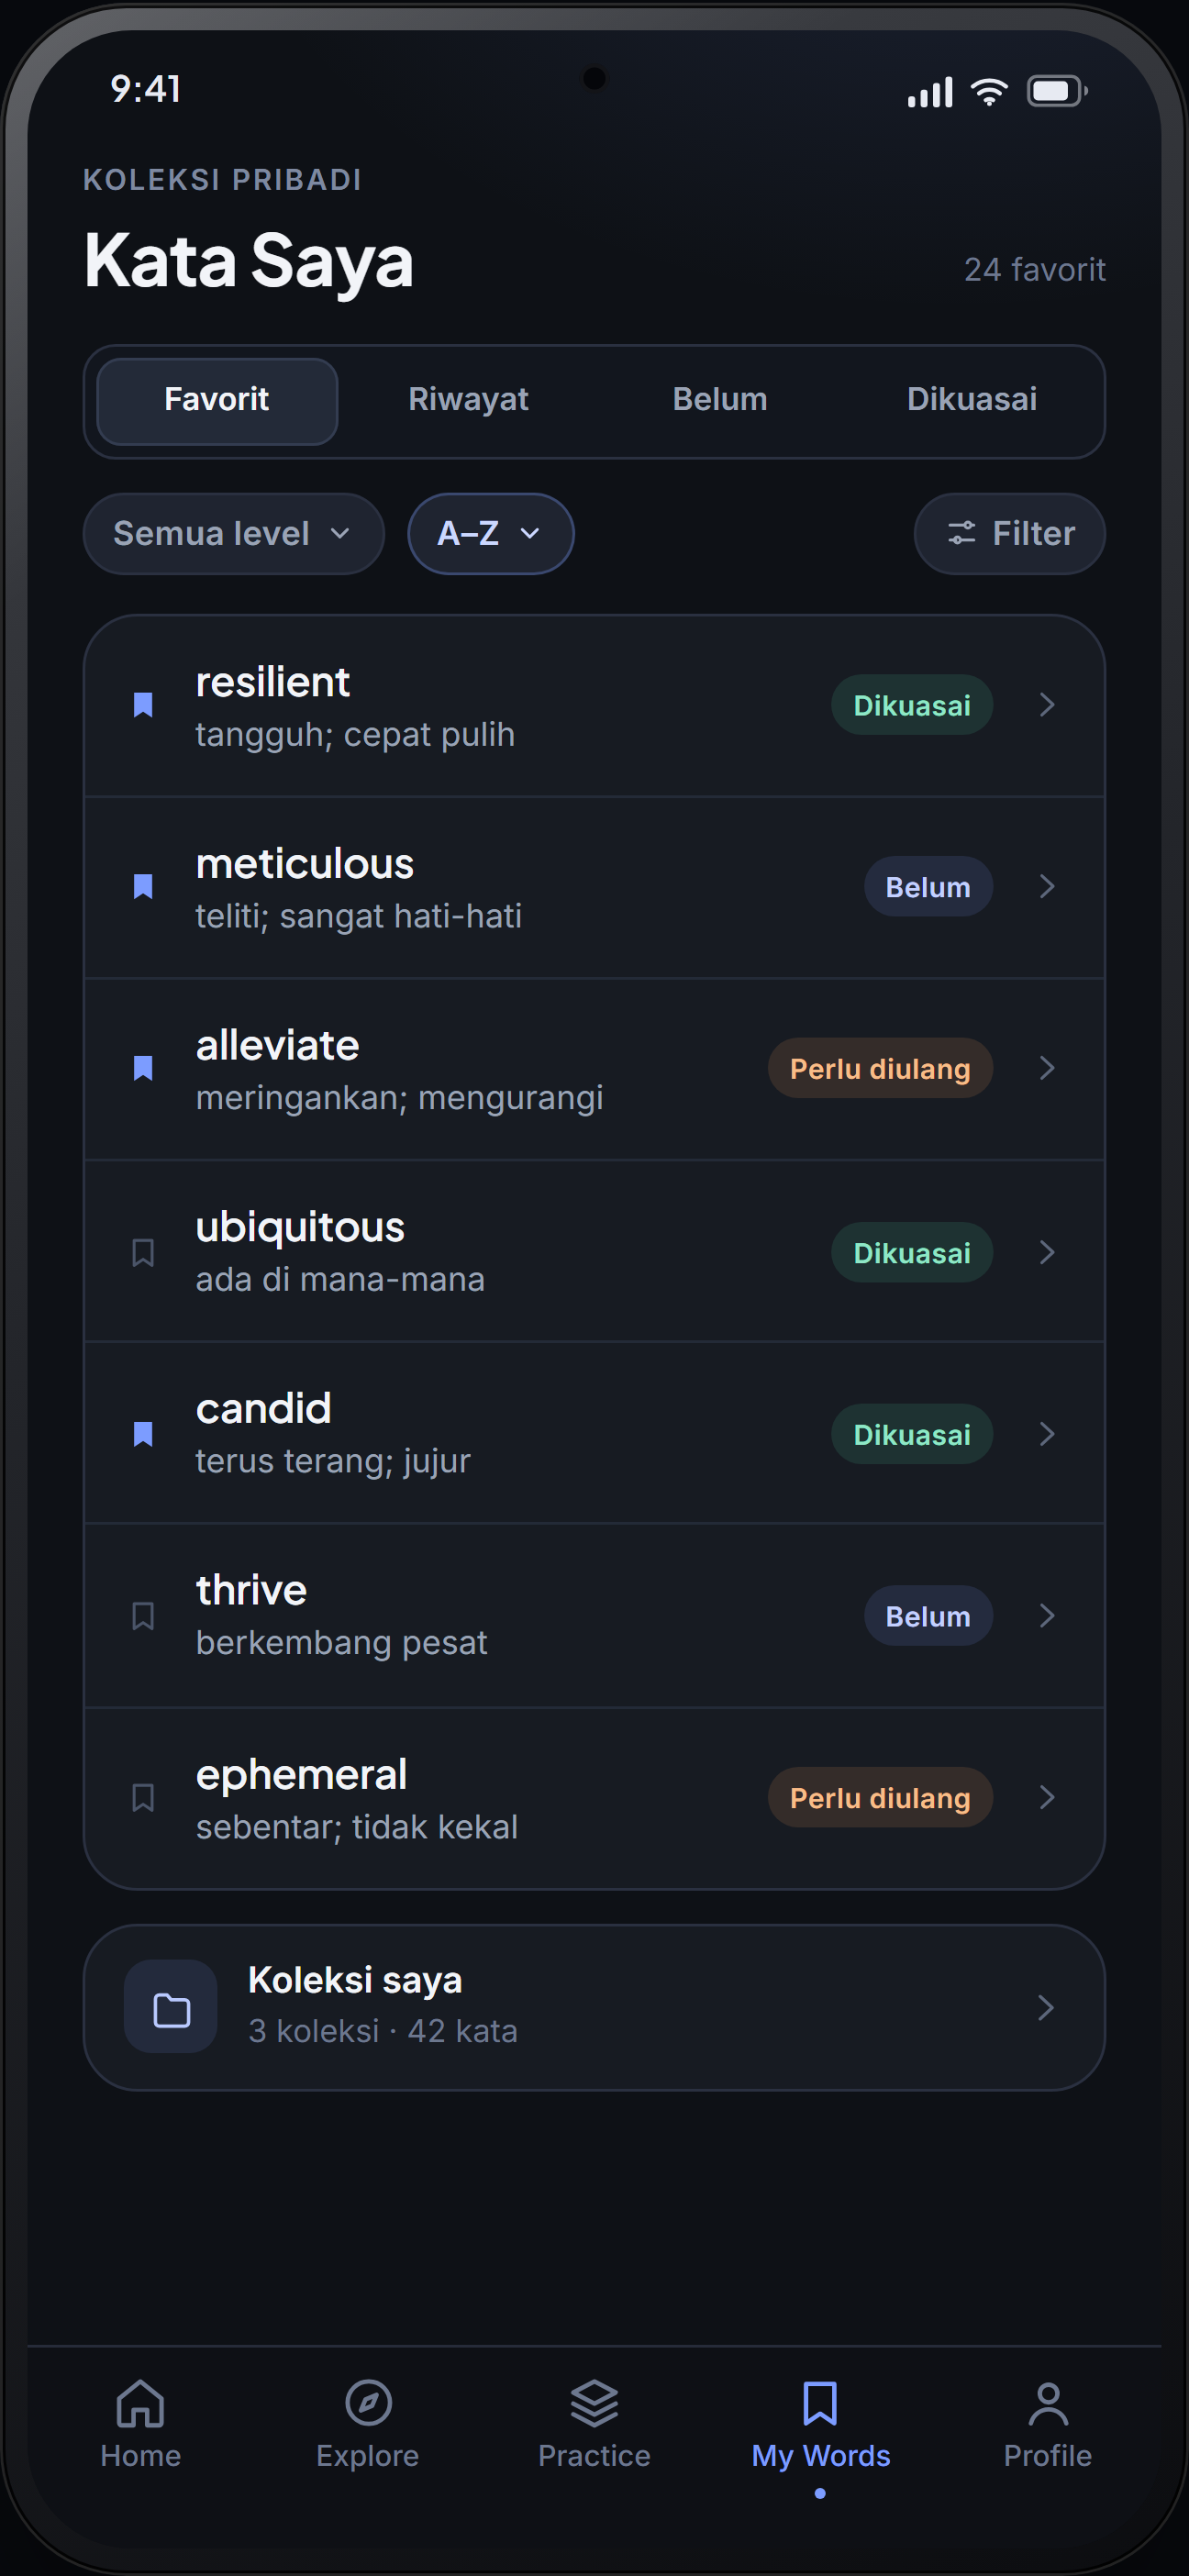 9:41
KOLEKSI PRIBADI
Kata Saya
24 favorit
Favorit Riwayat Belum Dikuasai
Semua level A–Z Filter
resilient
tangguh; cepat pulih
Dikuasai
meticulous
teliti; sangat hati-hati
Belum
alleviate
meringankan; mengurangi
Perlu diulang
ubiquitous
ada di mana-mana
Dikuasai
candid
terus terang; jujur
Dikuasai
thrive
berkembang pesat
Belum
ephemeral
sebentar; tidak kekal
Perlu diulang
Koleksi saya
3 koleksi · 42 kata
Home Explore Practice My Words Profile